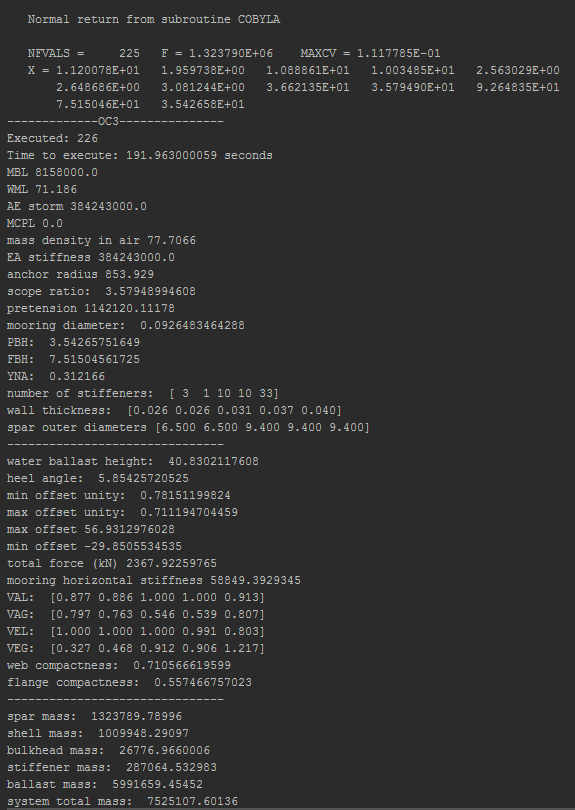 Normal return from subroutine COBYLA
NFVALS =     225   F = 1.323790E+06    MAXCV = 1.117785E-01
X = 1.120078E+01   1.959738E+00   1.088861E+01   1.003485E+01   2.563029E+00
2.648686E+00   3.081244E+00   3.662135E+01   3.579490E+01   9.264835E+01
7.515046E+01   3.542658E+01
-------------OC3---------------
Executed: 226
Time to execute: 191.963000059 seconds
MBL 8158000.0
WML 71.186
AE storm 384243000.0
MCPL 0.0
mass density in air 77.7066
EA stiffness 384243000.0
anchor radius 853.929
scope ratio:  3.57948994608
pretension 1142120.11178
mooring diameter:  0.0926483464288
PBH:  3.54265751649
FBH:  7.51504561725
YNA:  0.312166
number of stiffeners:  [ 3  1 10 10 33]
wall thickness:  [0.026 0.026 0.031 0.037 0.040]
spar outer diameters [6.500 6.500 9.400 9.400 9.400]
-------------------------------
water ballast height:  40.8302117608
heel angle:  5.85425720525
min offset unity:  0.78151199824
max offset unity:  0.711194704459
max offset 56.9312976028
min offset -29.8505534535
total force (kN) 2367.92259765
mooring horizontal stiffness 58849.3929345
VAL:  [0.877 0.886 1.000 1.000 0.913]
VAG:  [0.797 0.763 0.546 0.539 0.807]
VEL:  [1.000 1.000 1.000 0.991 0.803]
VEG:  [0.327 0.468 0.912 0.906 1.217]
web compactness:  0.710566619599
flange compactness:  0.557466757023
-------------------------------
spar mass:  1323789.78996
shell mass:  1009948.29097
bulkhead mass:  26776.9660006
stiffener mass:  287064.532983
ballast mass:  5991659.45452
system total mass:  7525107.60136